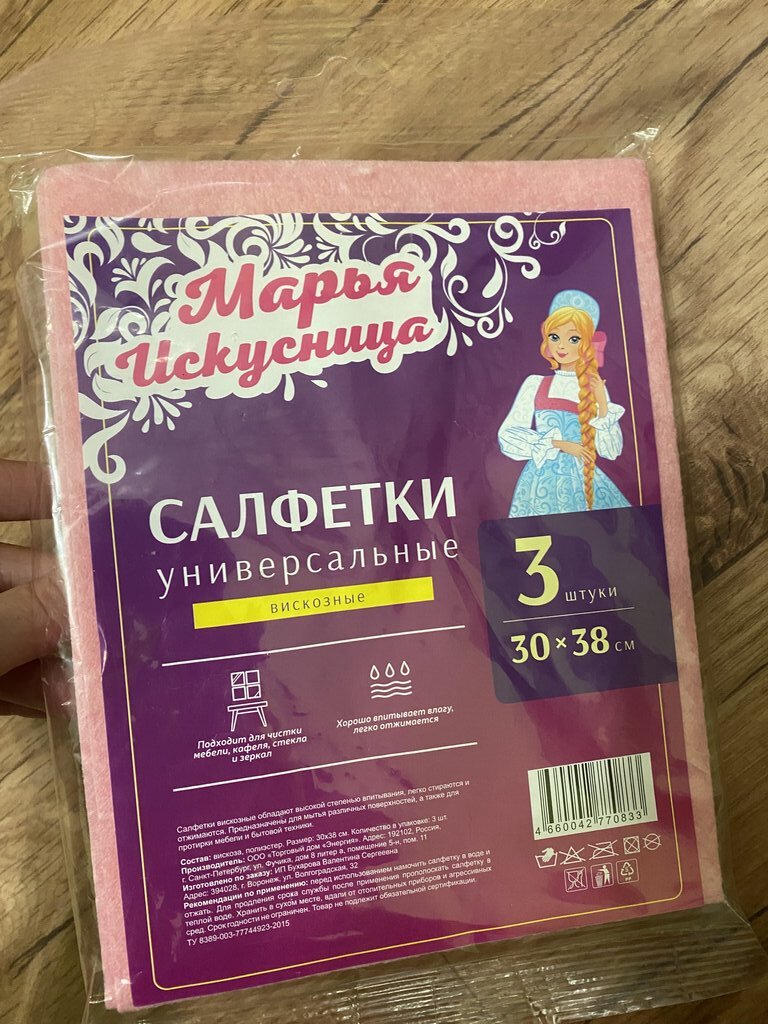 Марья
Искусница
САЛФЕТКИ
универсальные
вискозные
3 штуки
30×38 см
Подходит для чистки
мебели, кафеля, стекла
и зеркал
Хорошо впитывает влагу,
легко отжимается
Салфетки вискозные обладают высокой степенью впитывания, легко стираются и
отжимаются. Предназначены для мытья различных поверхностей, а также для
протирки мебели и бытовой техники.
Состав: вискоза, полиэстер. Размер: 30х38 см. Количество в упаковке: 3 шт.
Производитель: ООО «Торговый дом «Энергия». Адрес: 192102, Россия,
г. Санкт-Петербург, ул. Фучика, дом 8 литер а, помещение 5-н, пом. 11
Изготовлено по заказу: ИП Бухарова Валентина Сергеевна
Адрес: 394028, г. Воронеж, ул. Волгоградская, 32
Рекомендации по применению: перед использованием намочить салфетку в воде и
отжать. Для продления срока службы после применения прополоскать салфетку в
теплой воде. Хранить в сухом месте, вдали от отопительных приборов и агрессивных
сред. Срок годности не ограничен. Товар не подлежит обязательной сертификации.
ТУ 8389-003-77744923-2015
4 660042 770833
PP